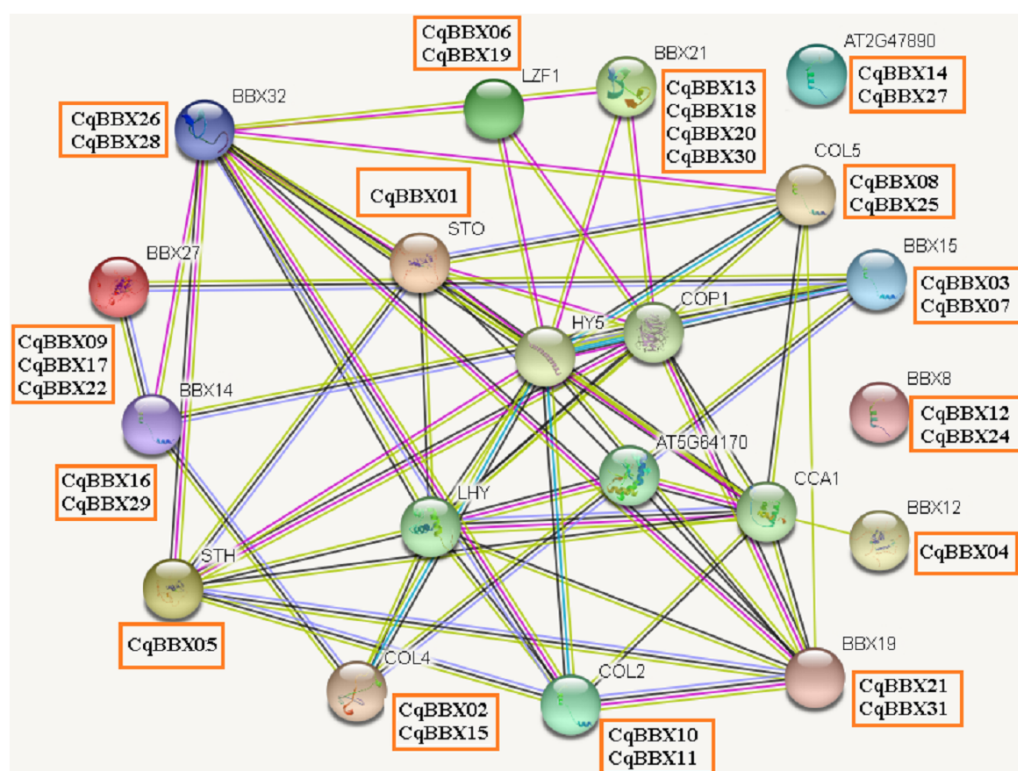 CqBBX06
CqBBX19
LZF1
BBX21
CqBBX13
CqBBX18
CqBBX20
CqBBX30
AT2G47890
CqBBX14
CqBBX27
BBX32
CqBBX26
CqBBX28
CqBBX01
STO
COL5
CqBBX08
CqBBX25
BBX27
CqBBX09
CqBBX17
CqBBX22
BBX15
CqBBX03
CqBBX07
COP1
HY5
BBX14
CqBBX16
CqBBX29
BBX8
CqBBX12
CqBBX24
AT5G64170
LHY
CCA1
BBX12
CqBBX04
STH
CqBBX05
COL4
CqBBX02
CqBBX15
COL2
CqBBX10
CqBBX11
BBX19
CqBBX21
CqBBX31